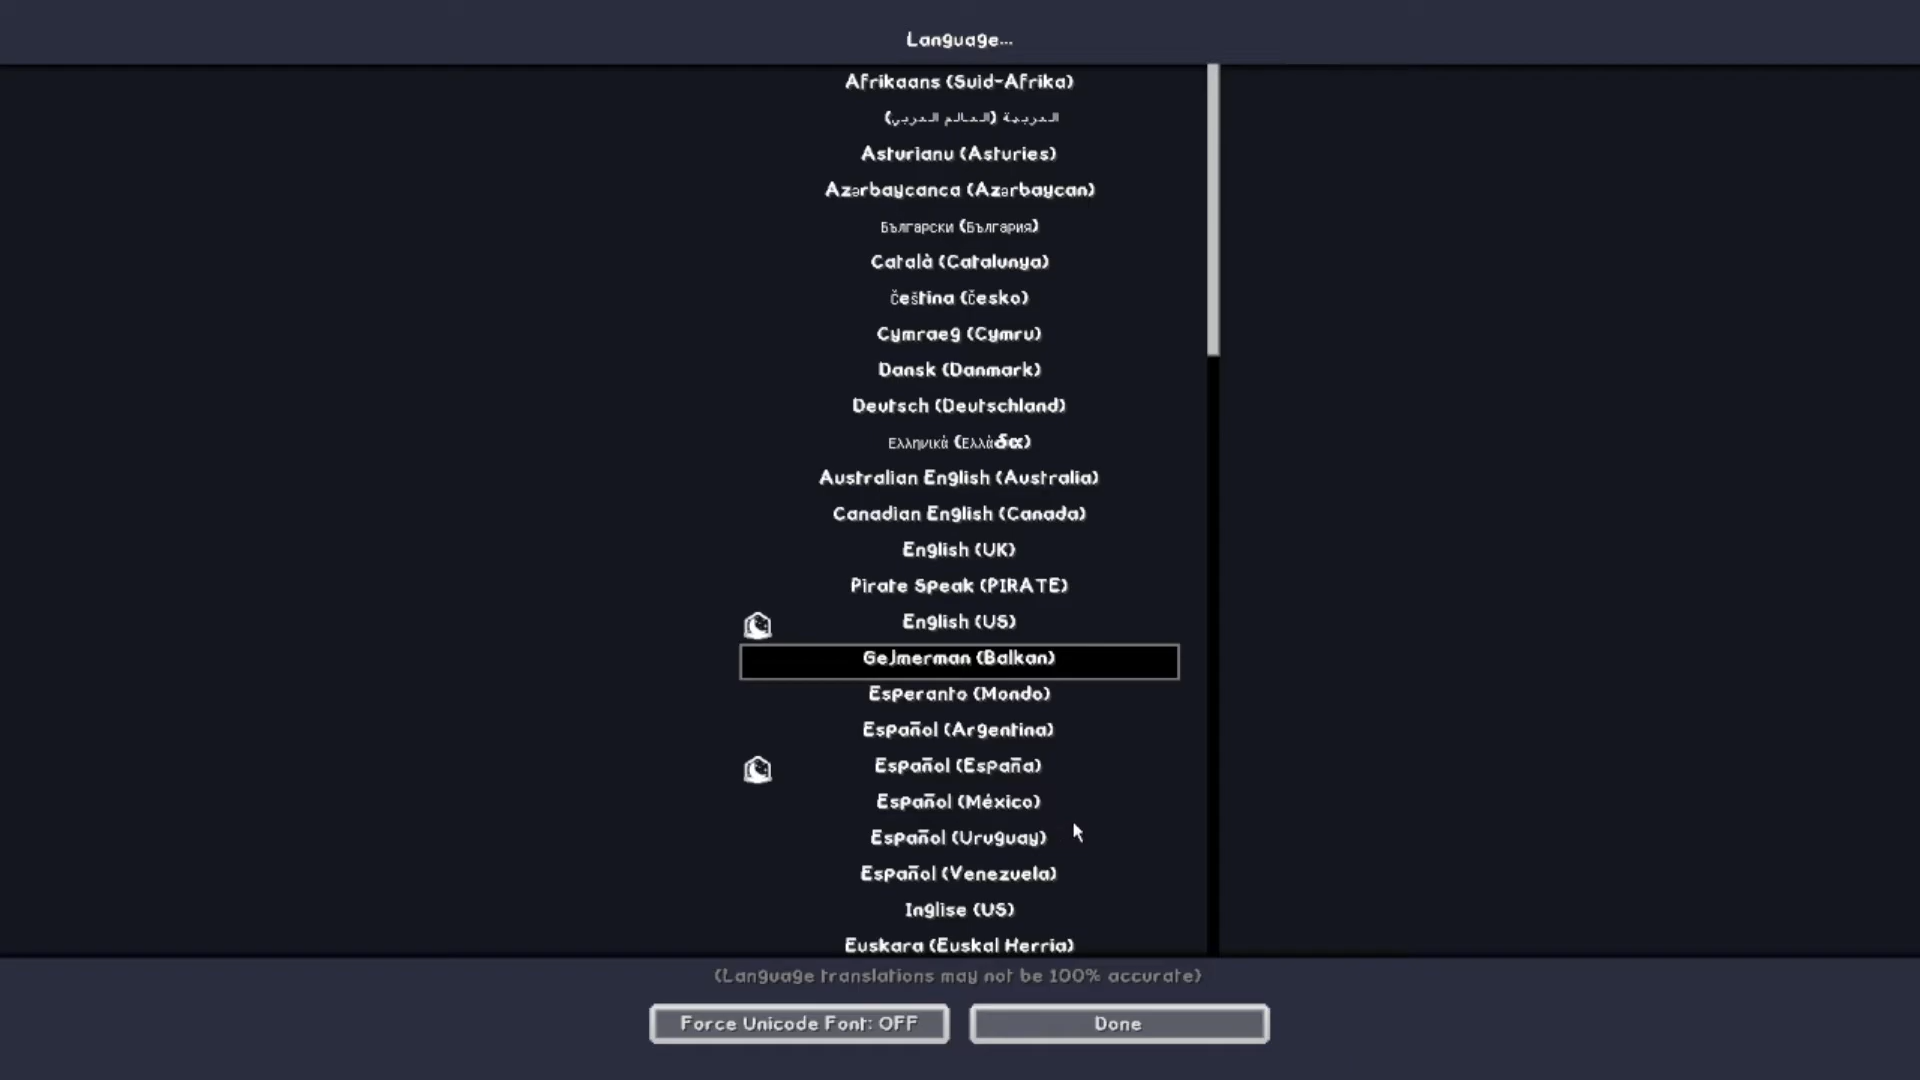 Language...
Afrikaans (Suid-Afrika)
العربية (العالم العربي)
Asturianu (Asturies)
Azərbaycanca (Azərbaycan)
Български (България)
Català (Catalunya)
Čeština (Česko)
Cymraeg (Cymru)
Dansk (Danmark)
Deutsch (Deutschland)
Ελληνικά (Ελλάδα)
Australian English (Australia)
Canadian English (Canada)
English (UK)
Pirate Speak (PIRATE)
English (US)
Gejmerman (Balkan)
Esperanto (Mondo)
Español (Argentina)
Español (España)
Español (México)
Español (Uruguay)
Español (Venezuela)
Inglise (US)
Euskara (Euskal Herria)
(Language translations may not be 100% accurate)
Force Unicode Font: OFF
Done